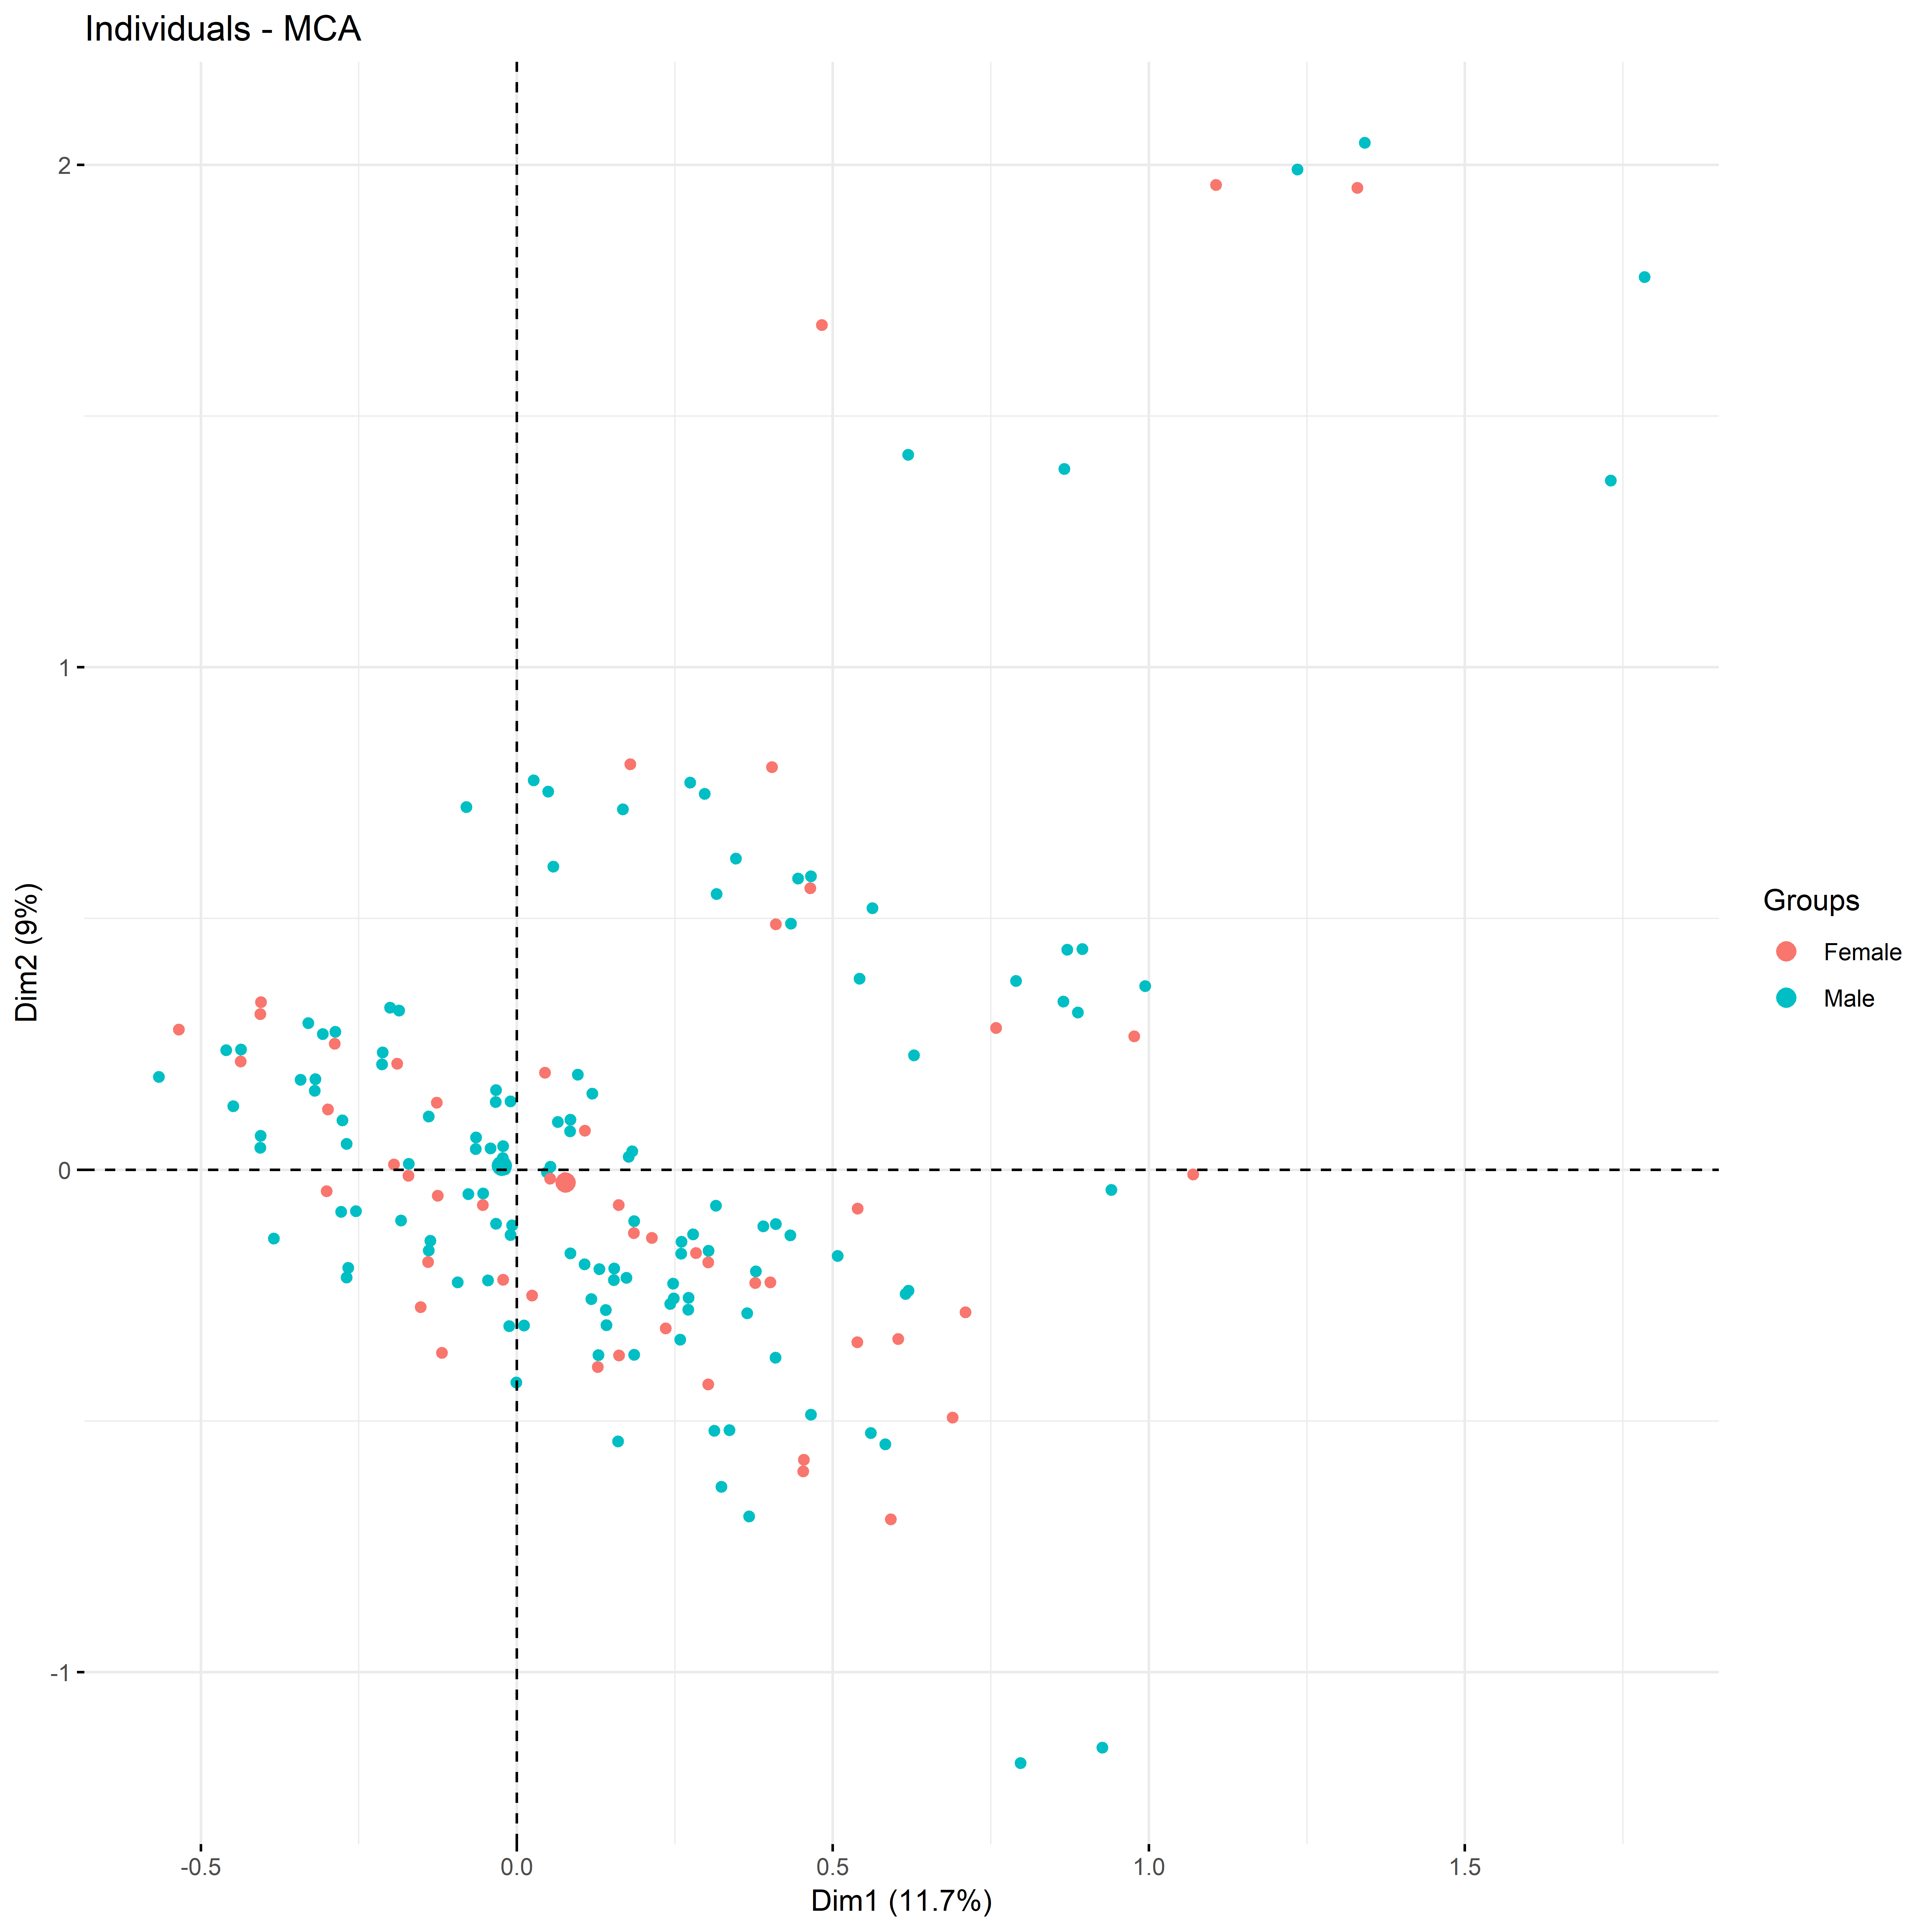 Individuals - MCA
2
1
0
-1
Dim2 (9%)
-0.5
0.0
0.5
1.0
1.5
Dim1 (11.7%)
Groups
Female
Male